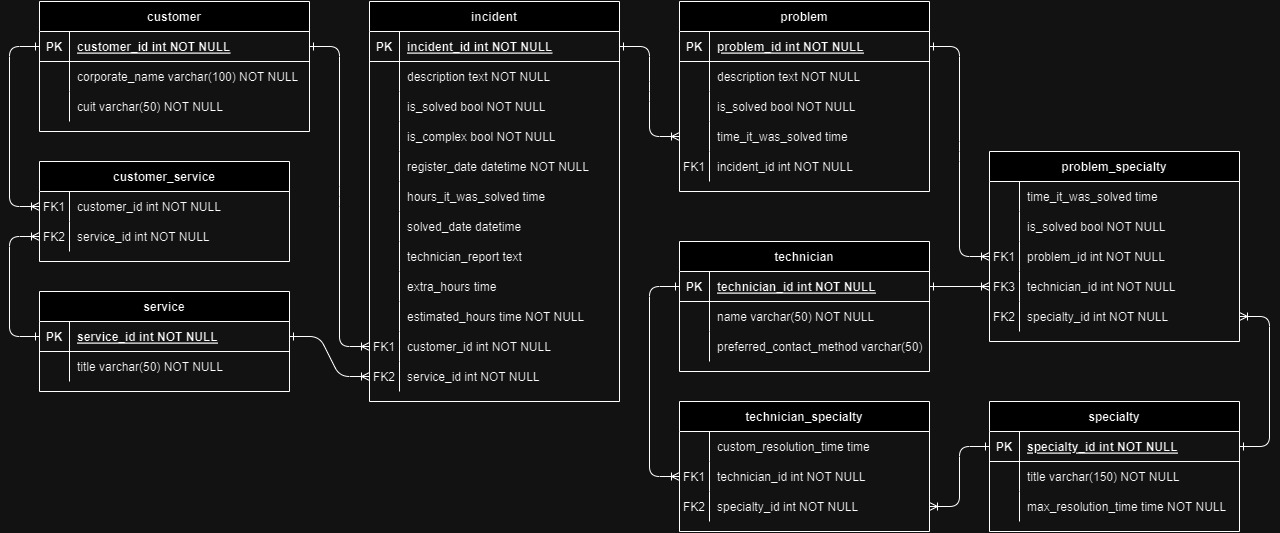 customer
PK customer_id int NOT NULL
corporate_name varchar(100) NOT NULL
cuit varchar(50) NOT NULL
customer_service
FK1 customer_id int NOT NULL
FK2 service_id int NOT NULL
service
PK service_id int NOT NULL
title varchar(50) NOT NULL
incident
PK incident_id int NOT NULL
description text NOT NULL
is_solved bool NOT NULL
is_complex bool NOT NULL
register_date datetime NOT NULL
hours_it_was_solved time
solved_date datetime
technician_report text
extra_hours time
estimated_hours time NOT NULL
FK1 customer_id int NOT NULL
FK2 service_id int NOT NULL
problem
PK problem_id int NOT NULL
description text NOT NULL
is_solved bool NOT NULL
time_it_was_solved time
FK1 incident_id int NOT NULL
technician
PK technician_id int NOT NULL
name varchar(50) NOT NULL
preferred_contact_method varchar(50)
technician_specialty
custom_resolution_time time
FK1 technician_id int NOT NULL
FK2 specialty_id int NOT NULL
problem_specialty
time_it_was_solved time
is_solved bool NOT NULL
FK1 problem_id int NOT NULL
FK3 technician_id int NOT NULL
FK2 specialty_id int NOT NULL
specialty
PK specialty_id int NOT NULL
title varchar(150) NOT NULL
max_resolution_time time NOT NULL